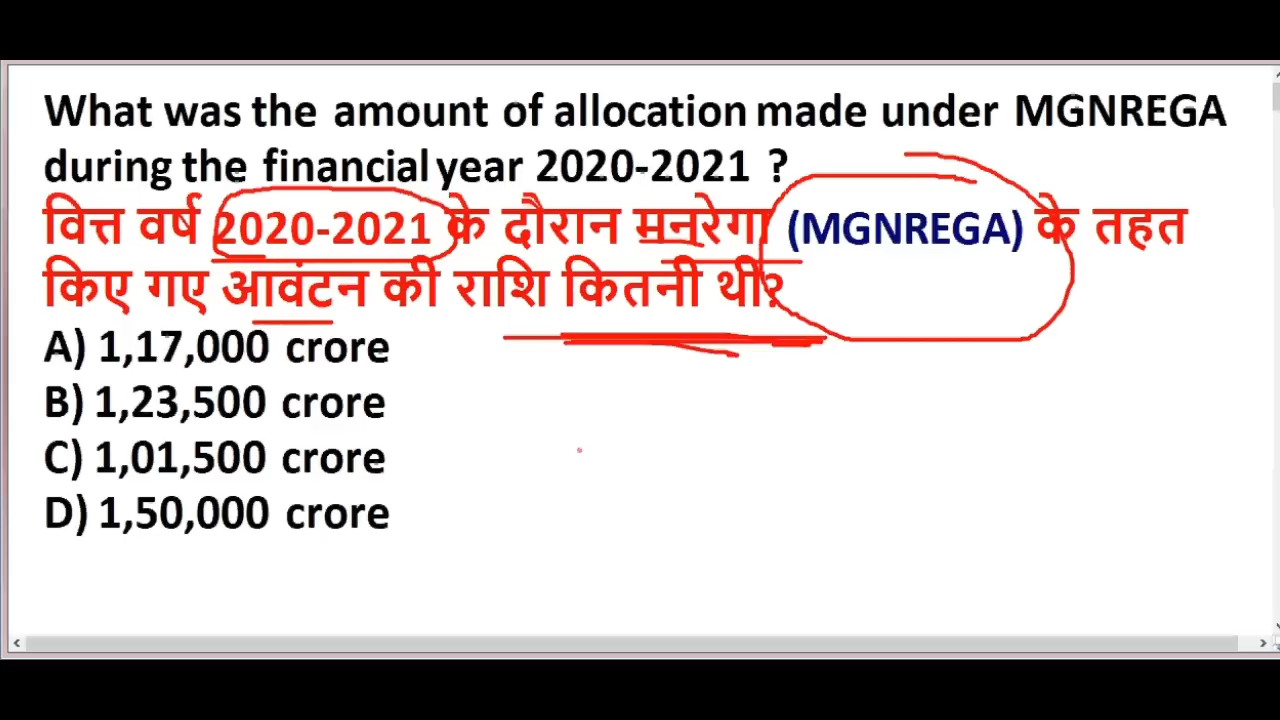 What was the amount of allocation made under MGNREGA
during the financial year 2020-2021 ?
वित्त वर्ष 2020-2021 के दौरान मनरेगा (MGNREGA) के तहत
किए गए आवंटन की राशि कितनी थी?
A) 1,17,000 crore
B) 1,23,500 crore
C) 1,01,500 crore
D) 1,50,000 crore